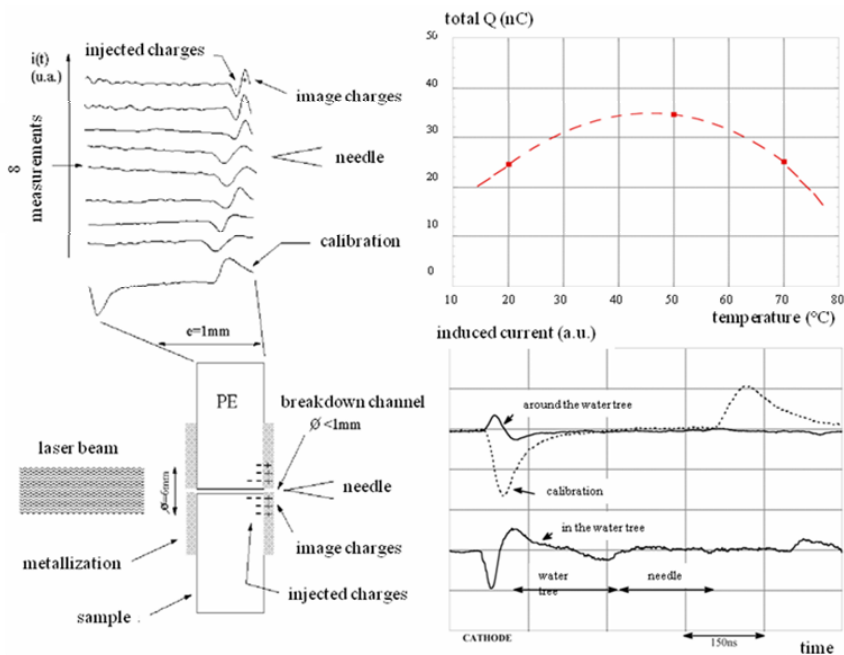 injected charges
i(t)
(u.a.)
image charges
8
measurements
needle
calibration
e=1mm
PE
breakdown channel
Ø <1mm
laser beam
Ø=6mm
needle
metallization
image charges
injected charges
sample
total Q (nC)
50
40
30
20
10
0
10 20 30 40 50 60 70 80
temperature (°C)
induced current (a.u.)
around the water tree
calibration
in the water tree
water
tree
needle
CATHODE
150ns
time